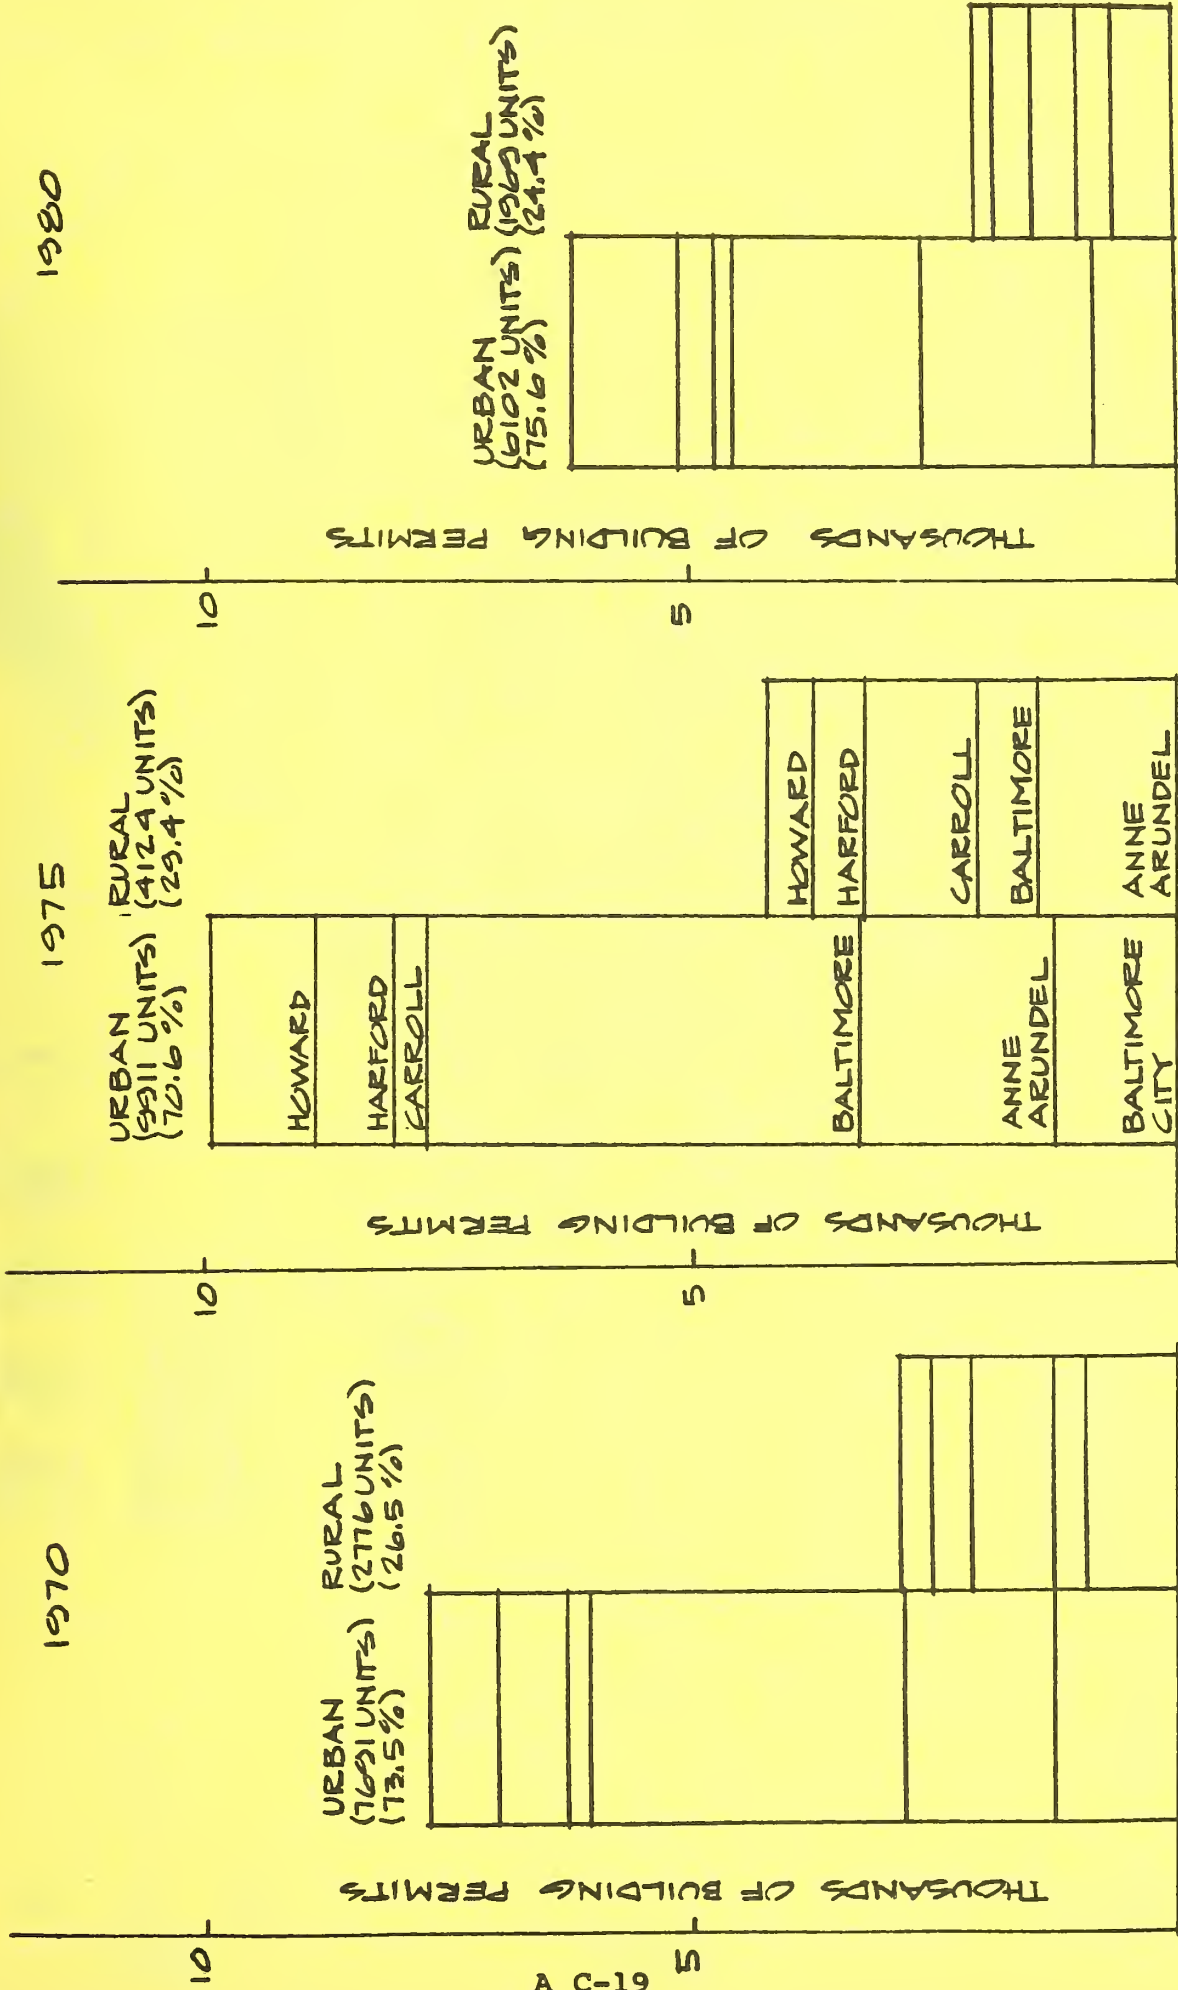 1970
URBAN
(7691 UNITS)
(73.5%)
RURAL
(2776 UNITS)
(26.5%)
10
5
THOUSANDS OF BUILDING PERMITS
1975
URBAN
(9911 UNITS)
(70.6%)
RURAL
(4124 UNITS)
(29.4%)
10
5
THOUSANDS OF BUILDING PERMITS
HOWARD
HARFORD
CARROLL
BALTIMORE
ANNE
ARUNDEL
BALTIMORE
CITY
HOWARD
HARFORD
CARROLL
BALTIMORE
ANNE
ARUNDEL
1980
URBAN
(6102 UNITS)
(75.6%)
RURAL
(1969 UNITS)
(24.4%)
10
5
THOUSANDS OF BUILDING PERMITS
A C-19